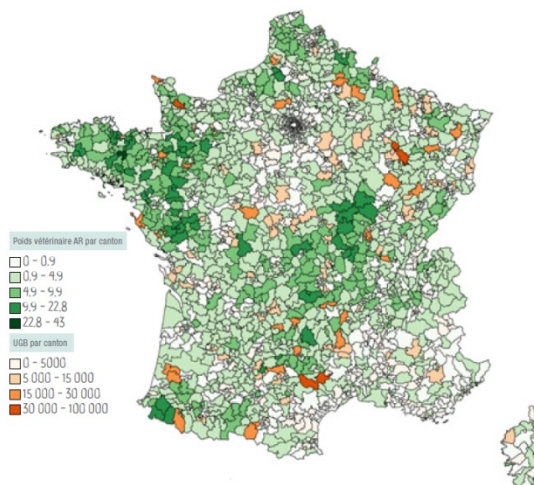 Poids vétérinaire AR par canton
0 - 0,9
0,9 - 4,9
4,9 - 9,9
9,9 - 22,8
22,8 - 43
UGB par canton
0 - 5000
5 000 - 15 000
15 000 - 30 000
30 000 - 100 000